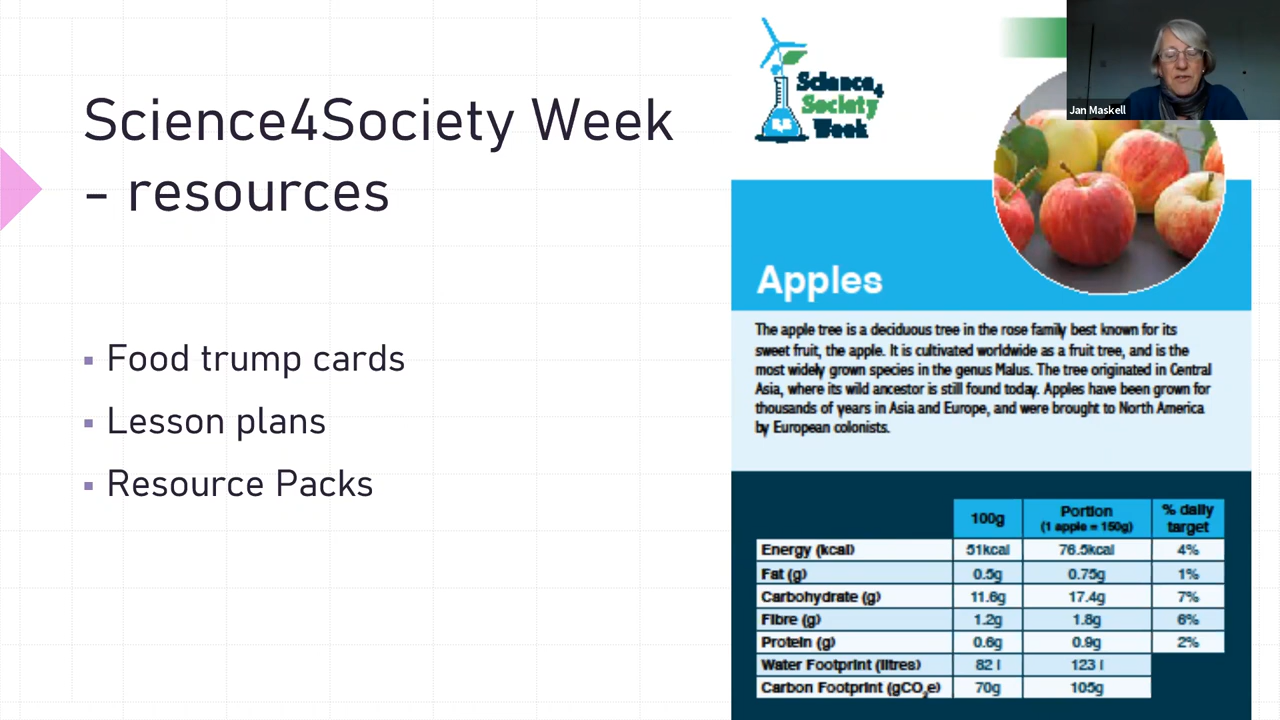 Science4Society Week
- resources
▪ Food trump cards
▪ Lesson plans
▪ Resource Packs
Science4
Society
Week
Jan Maskell
Apples
The apple tree is a deciduous tree in the rose family best known for its
sweet fruit, the apple. It is cultivated worldwide as a fruit tree, and is the
most widely grown species in the genus Malus. The tree originated in Central
Asia, where its wild ancestor is still found today. Apples have been grown for
thousands of years in Asia and Europe, and were brought to North America
by European colonists.
100g Portion (1 apple = 150g) % daily target
Energy (kcal) 51kcal 76.5kcal 4%
Fat (g) 0.5g 0.75g 1%
Carbohydrate (g) 11.6g 17.4g 7%
Fibre (g) 1.2g 1.8g 6%
Protein (g) 0.6g 0.9g 2%
Water Footprint (litres) 82 l 123 l
Carbon Footprint (gCO₂e) 70g 105g